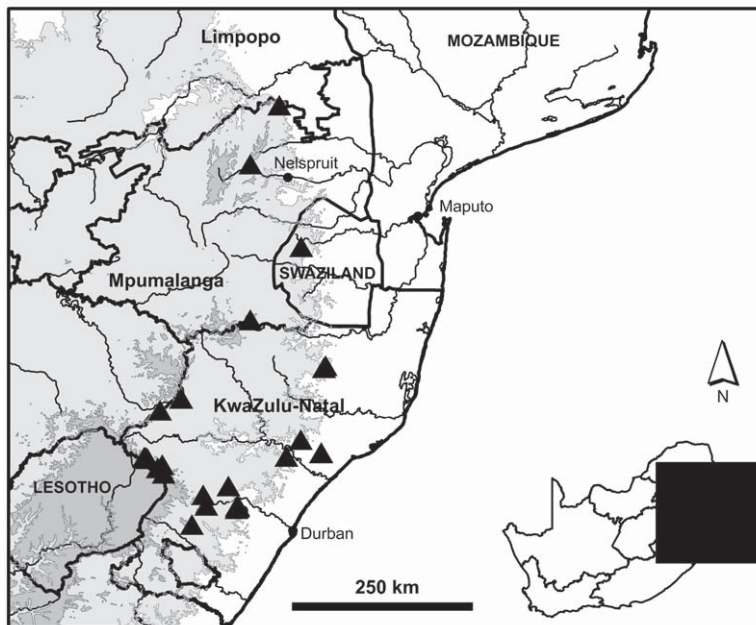 Limpopo
MOZAMBIQUE
Nelspruit
Maputo
SWAZILAND
Mpumalanga
N
KwaZulu-Natal
LESOTHO
Durban
250 km